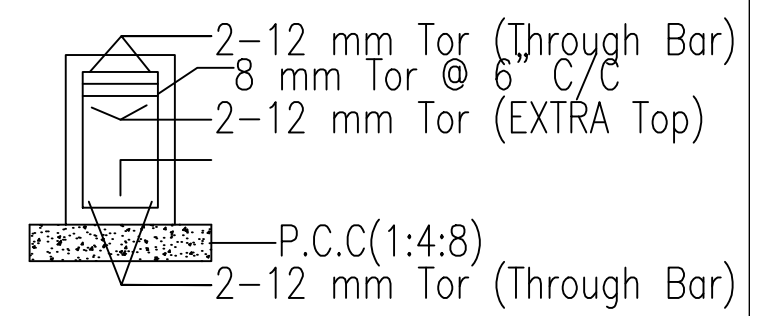 2-12 mm Tor (Through Bar)
8 mm Tor @ 6" C/C
2-12 mm Tor (EXTRA Top)
P.C.C(1:4:8)
2-12 mm Tor (Through Bar)